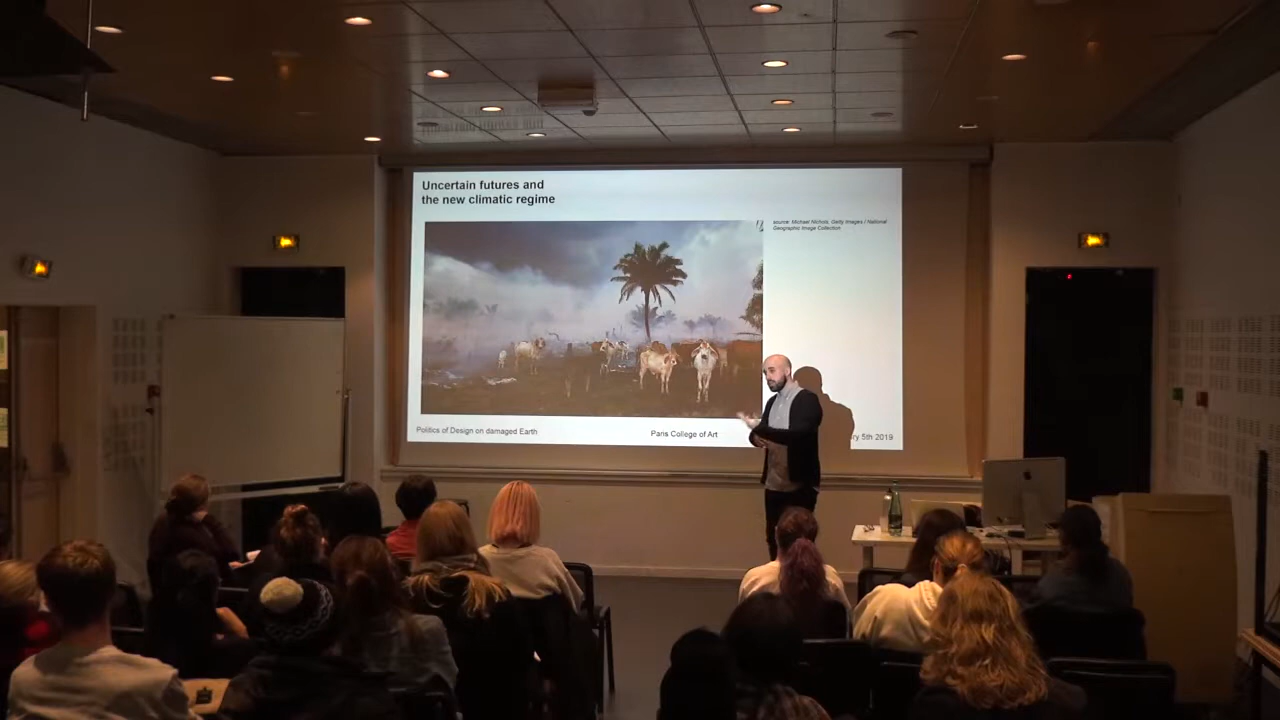 Uncertain futures and
the new climatic regime
source: Michael Nichols, Getty Images / National
Geographic Image Collection
Politics of Design on damaged Earth
Paris College of Art
ry 5th 2019